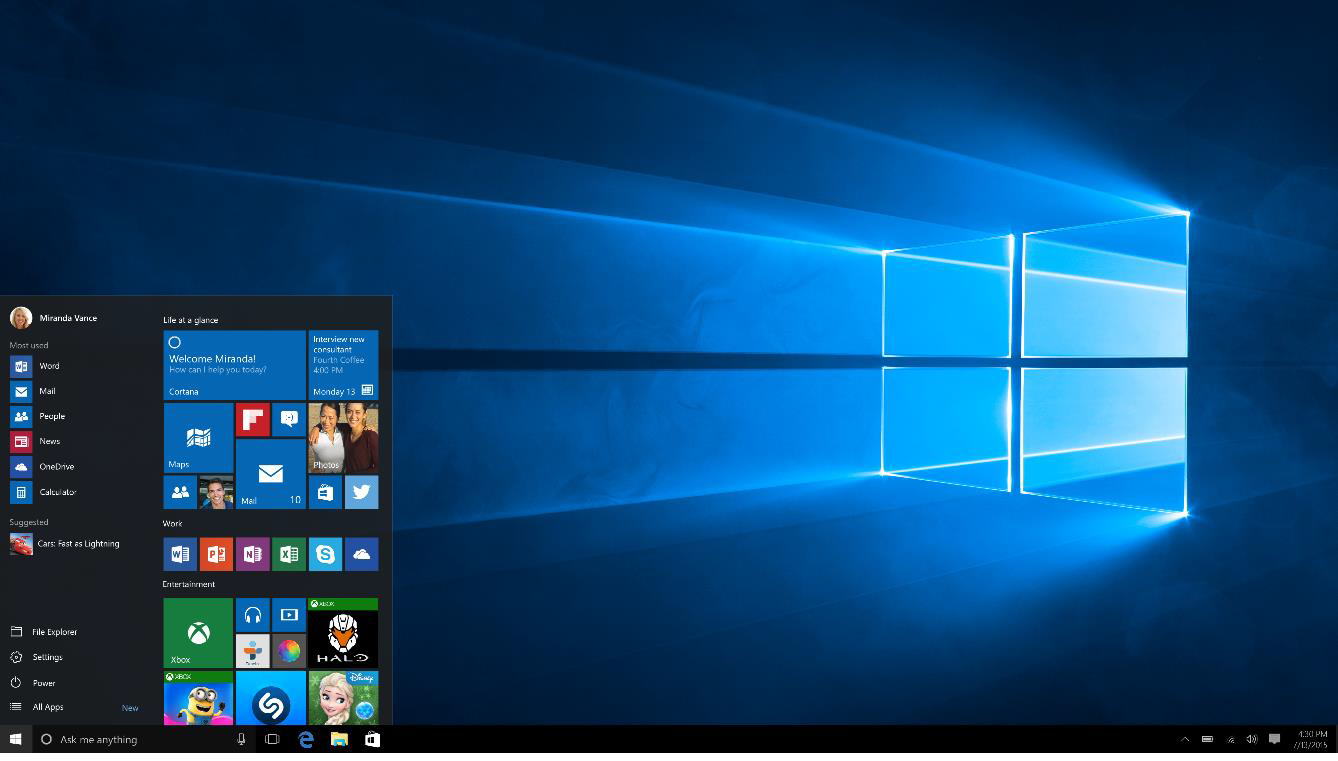 Miranda Vance
Most used
Word
Mail
People
News
OneDrive
Calculator
Suggested
Cars: Fast as Lightning
File Explorer
Settings
Power
All Apps
New
Life at a glance
Welcome Miranda!
How can I help you today?
Cortana
Interview new
consultant
Fourth Coffee
4:00 PM
Monday 13
Maps
Mail
10
Photos
Work
Entertainment
Xbox
XBOX
HALO
XBOX
Disney
Ask me anything
4:30 PM
7/13/2015